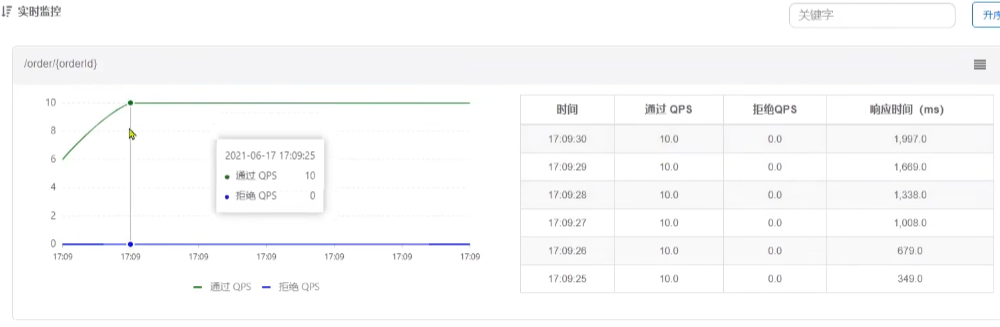 实时监控
关键字
升序
/order/{orderId}
10
8
6
4
2
0
17:09 17:09 17:09 17:09 17:09 17:09 17:09
2021-06-17 17:09:25
通过 QPS 10
拒绝 QPS 0
通过 QPS 拒绝 QPS
时间 通过 QPS 拒绝QPS 响应时间 (ms)
17:09:30 10.0 0.0 1,997.0
17:09:29 10.0 0.0 1,669.0
17:09:28 10.0 0.0 1,338.0
17:09:27 10.0 0.0 1,008.0
17:09:26 10.0 0.0 679.0
17:09:25 10.0 0.0 349.0